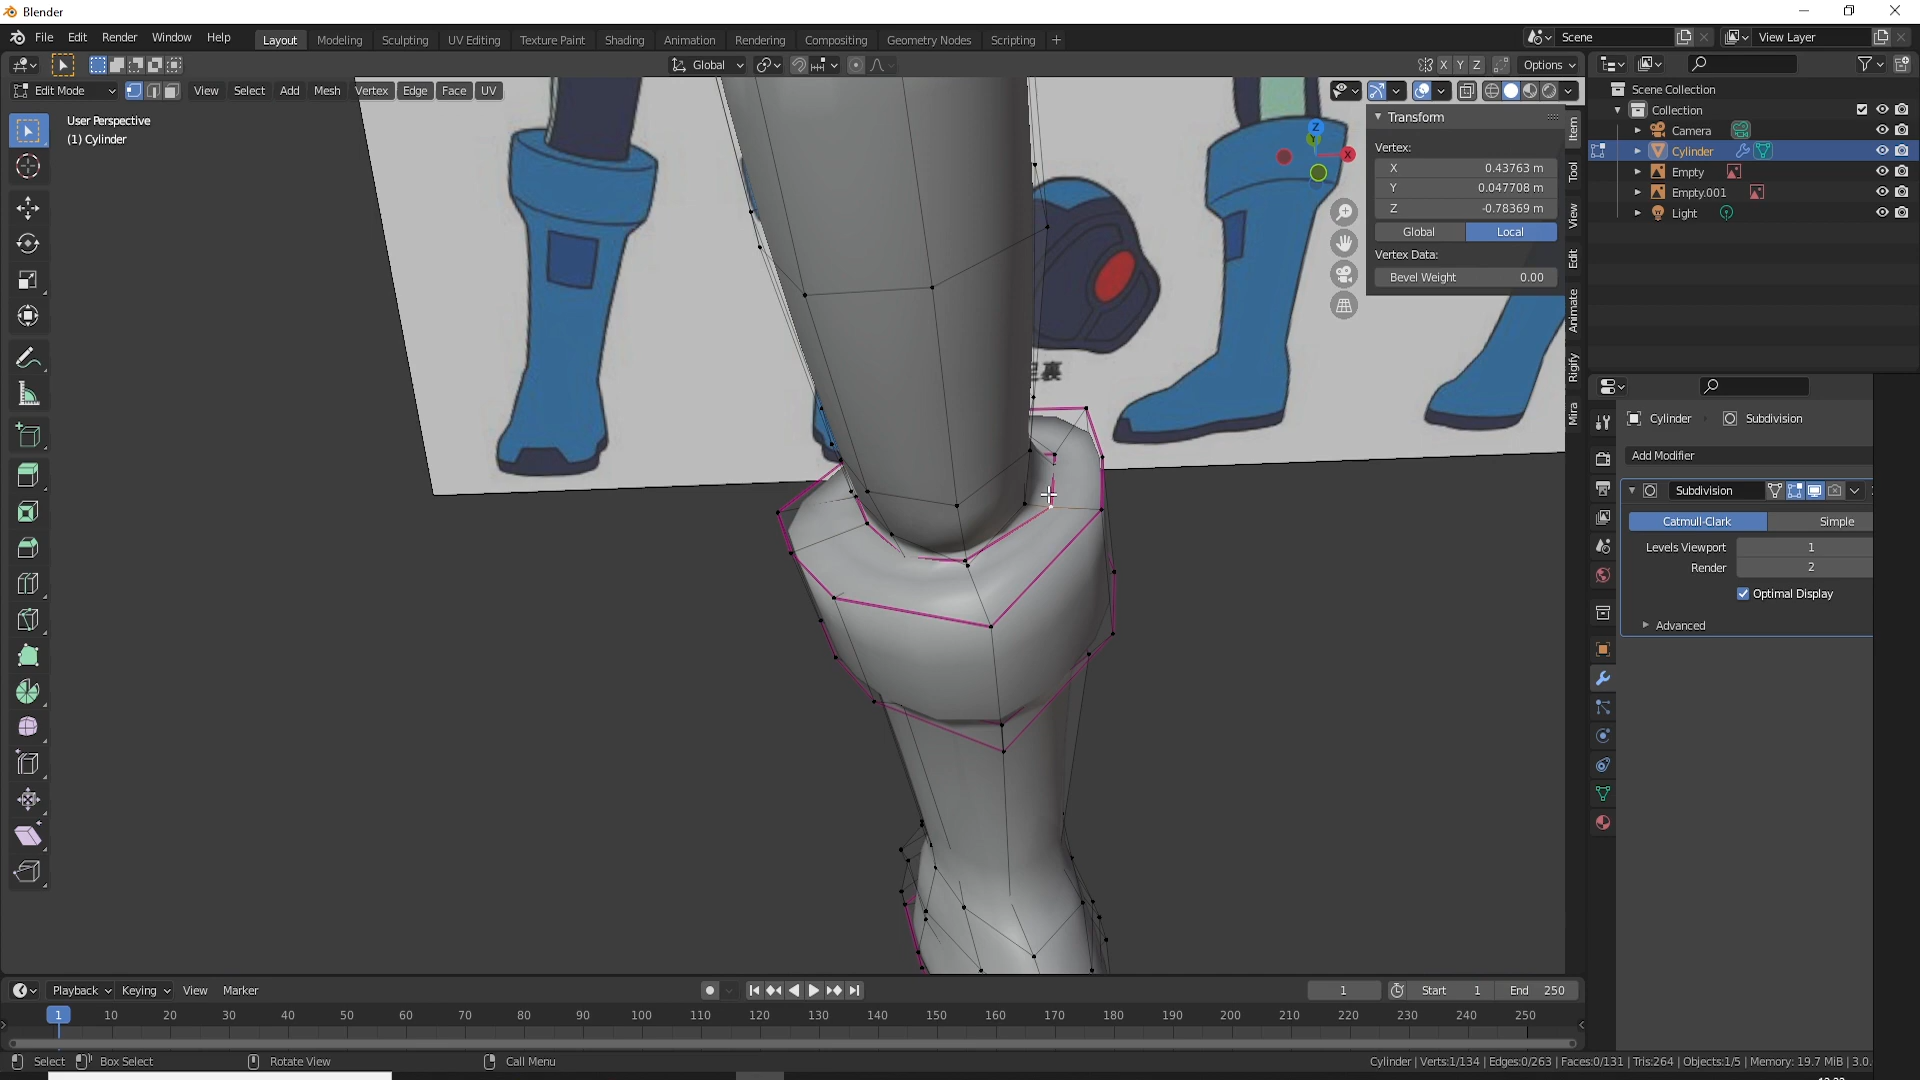 Blender
File Edit Render Window Help
Layout Modeling Sculpting UV Editing Texture Paint Shading Animation Rendering Compositing Geometry Nodes Scripting +
Scene
View Layer
Global
X Y Z
Options
Edit Mode
View Select Add Mesh Vertex Edge Face UV
User Perspective
(1) Cylinder
Z
Y
X
裏
Transform
Vertex:
X 0.43763 m
Y 0.047708 m
Z -0.78369 m
Global Local
Vertex Data:
Bevel Weight 0.00
Item
Tool
View
Edit
Animate
Rigify
Mira
Scene Collection
Collection
Camera
Cylinder
Empty
Empty.001
Light
Cylinder Subdivision
Add Modifier
Subdivision
Catmull-Clark Simple
Levels Viewport 1
Render 2
Optimal Display
Advanced
Playback Keying View Marker
1
Start 1
End 250
1 10 20 30 40 50 60 70 80 90 100 110 120 130 140 150 160 170 180 190 200 210 220 230 240 250
Select Box Select Rotate View Call Menu
Cylinder | Verts:1/134 | Edges:0/263 | Faces:0/131 | Tris:264 | Objects:1/5 | Memory: 19.7 MiB | 3.0.